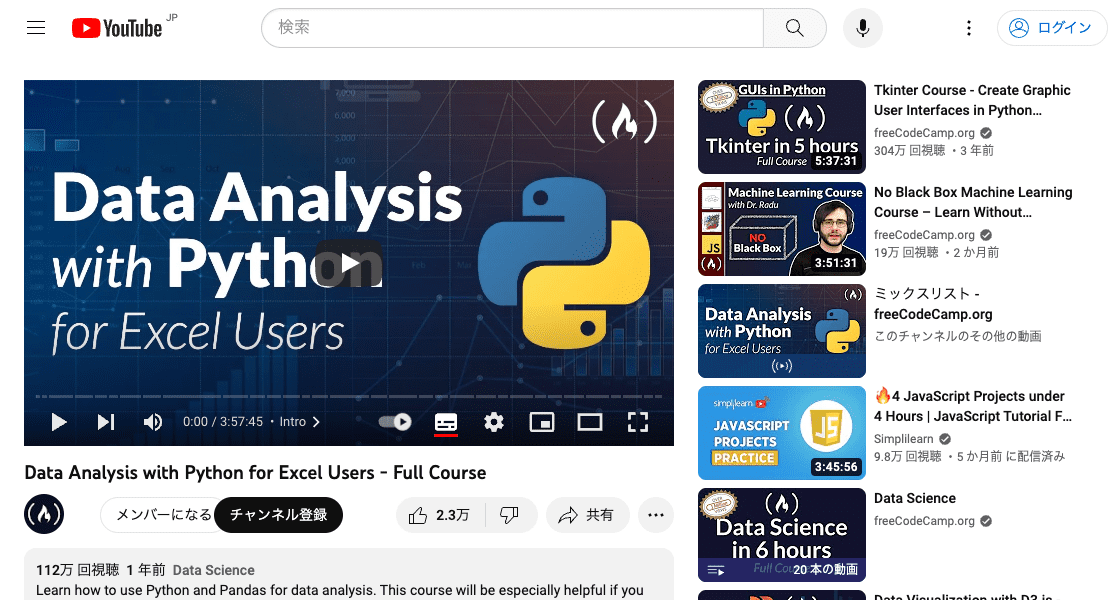 YouTube JP
検索
ログイン
7,000
6,000
5,000
4,000
Data Analysis
with Python
for Excel Users
0:00 / 3:57:45 ・ Intro
Data Analysis with Python for Excel Users - Full Course
メンバーになる
チャンネル登録
2.3万
共有
112万 回視聴 1 年前 Data Science
Learn how to use Python and Pandas for data analysis. This course will be especially helpful if you
GUIs in Python
Tkinter in 5 hours
Full Course
5:37:31
Tkinter Course - Create Graphic
User Interfaces in Python…
freeCodeCamp.org
304万 回視聴 ・3 年前
Machine Learning Course
with Dr. Radu
NO
Black Box
JS
3:51:31
No Black Box Machine Learning
Course – Learn Without…
freeCodeCamp.org
19万 回視聴 ・2 か月前
Data Analysis
with Python
for Excel Users
ミックスリスト -
freeCodeCamp.org
このチャンネルのその他の動画
simplilearn
JAVASCRIPT
PROJECTS
PRACTICE
JS
3:45:56
🔥4 JavaScript Projects under
4 Hours | JavaScript Tutorial F…
Simplilearn
9.8万 回視聴 ・5 か月前 に配信済み
Data Science
in 6 hours
20 本の動画
Data Science
freeCodeCamp.org